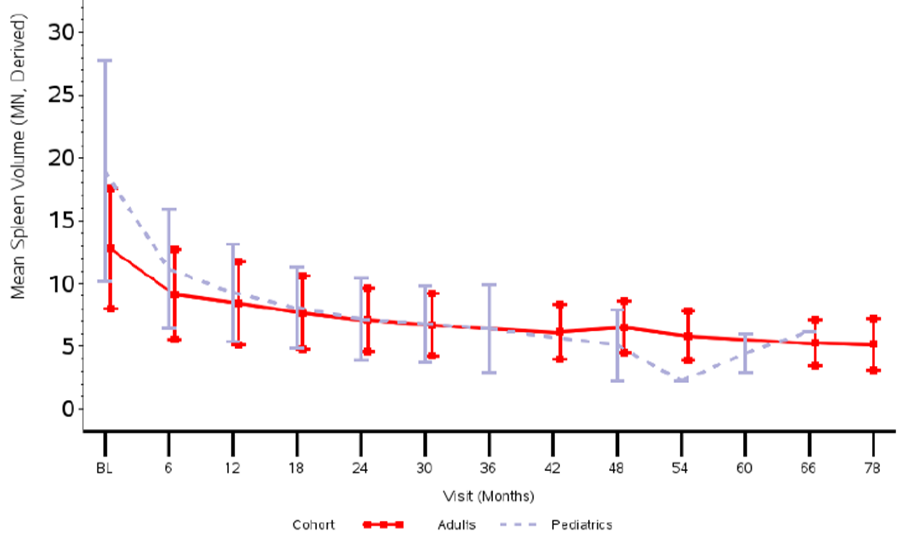 Mean Spleen Volume (MN, Derived)
30
25
20
15
10
5
0
BL 6 12 18 24 30 36 42 48 54 60 66 78
Visit (Months)
Cohort Adults Pediatrics